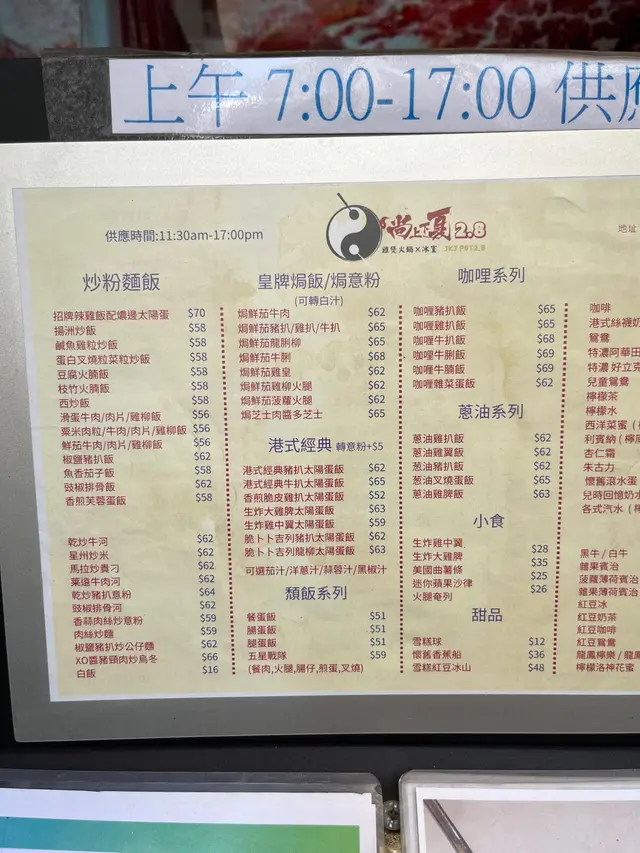 上午 7:00-17:00 供應
供應時間:11:30am-17:00pm
尚上夏 2.8
雞煲火鍋 X 冰室
地址
炒粉麵飯
招牌辣雞飯配燶邊太陽蛋 $70
揚洲炒飯 $58
鹹魚雞粒炒飯 $58
蛋白叉燒粒菜粒炒飯 $58
豆腐火腩飯 $58
枝竹火腩飯 $58
西炒飯 $58
滑蛋牛肉/肉片/雞柳飯 $56
粟米肉粒/牛肉/肉片/雞柳飯 $56
鮮茄牛肉/肉片/雞柳飯 $56
椒鹽豬扒飯 $62
魚香茄子飯 $58
豉椒排骨飯 $62
香煎芙蓉蛋飯 $58
乾炒牛河 $62
星州炒米 $62
馬拉炒貴刁 $62
萊遠牛肉河 $62
乾炒豬扒意粉 $64
豉椒排骨河 $62
香蒜肉絲炒意粉 $59
肉絲炒麵 $59
椒鹽豬扒炒公仔麵 $62
XO醬豬頸肉炒烏冬 $66
白飯 $16
皇牌焗飯/焗意粉
(可轉白汁)
焗鮮茄牛肉 $62
焗鮮茄豬扒/雞扒/牛扒 $65
焗鮮茄龍脷柳 $65
焗鮮茄牛脷 $68
焗鮮茄雞皇 $62
焗鮮茄雞柳火腿 $62
焗鮮茄菠蘿火腿 $62
焗芝士肉醬多芝士 $65
港式經典 轉意粉+$5
港式經典豬扒太陽蛋飯 $62
港式經典牛扒太陽蛋飯 $65
香煎脆皮雞扒太陽蛋飯 $52
生炸大雞脾太陽蛋飯 $63
生炸雞中翼太陽蛋飯 $59
脆卜卜吉列豬扒太陽蛋飯 $62
脆卜卜吉列龍柳太陽蛋飯 $63
可選茄汁/洋蔥汁/蒜蓉汁/黑椒汁
頹飯系列
餐蛋飯 $51
腸蛋飯 $51
腿蛋飯 $51
五星戰隊 $59
(餐肉,火腿,腸仔,煎蛋,叉燒)
咖哩系列
咖喱豬扒飯 $65
咖喱雞扒飯 $65
咖喱牛扒飯 $68
咖喱牛脷飯 $69
咖喱牛腩飯 $69
咖喱雜菜蛋飯 $62
蔥油系列
蔥油雞扒飯 $62
蔥油雞翼飯 $62
蔥油豬扒飯 $62
蔥油叉燒蛋飯 $65
蔥油雞脾飯 $63
小食
生炸雞中翼 $28
生炸大雞脾 $35
美國曲薯條 $25
迷你蘋果沙律 $26
火腿奄列
甜品
雪糕球 $12
懷舊香蕉船 $36
雪糕紅豆冰山 $48
咖啡
港式絲襪奶
鴛鴦
特濃阿華田
特濃 好立克
兒童鴛鴦
檸檬茶
檸檬水
西洋菜蜜
利賓納 ( 檸
杏仁霜
朱古力
懷舊滾水蛋
兒時回憶奶水
各式汽水
黑牛 / 白牛
雜果賓治
菠蘿薄荷賓治
雜果薄荷賓治
紅豆冰
紅豆奶茶
紅豆咖啡
紅豆鴛鴦
龍鳳檸樂 / 龍鳳
檸檬洛神花蜜